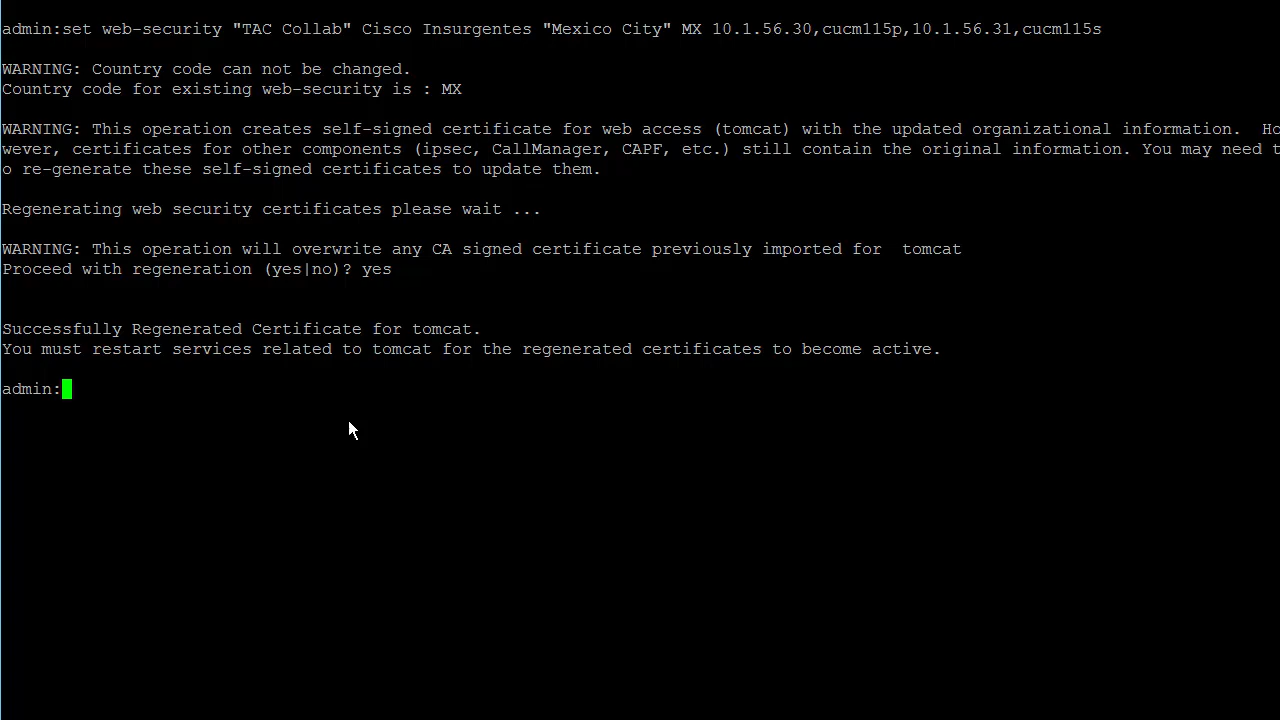 admin:set web-security "TAC Collab" Cisco Insurgentes "Mexico City" MX 10.1.56.30,cucm115p,10.1.56.31,cucm115s
WARNING: Country code can not be changed.
Country code for existing web-security is : MX
WARNING: This operation creates self-signed certificate for web access (tomcat) with the updated organizational information.  Ho
wever, certificates for other components (ipsec, CallManager, CAPF, etc.) still contain the original information. You may need t
o re-generate these self-signed certificates to update them.
Regenerating web security certificates please wait ...
WARNING: This operation will overwrite any CA signed certificate previously imported for  tomcat
Proceed with regeneration (yes|no)? yes
Successfully Regenerated Certificate for tomcat.
You must restart services related to tomcat for the regenerated certificates to become active.
admin: